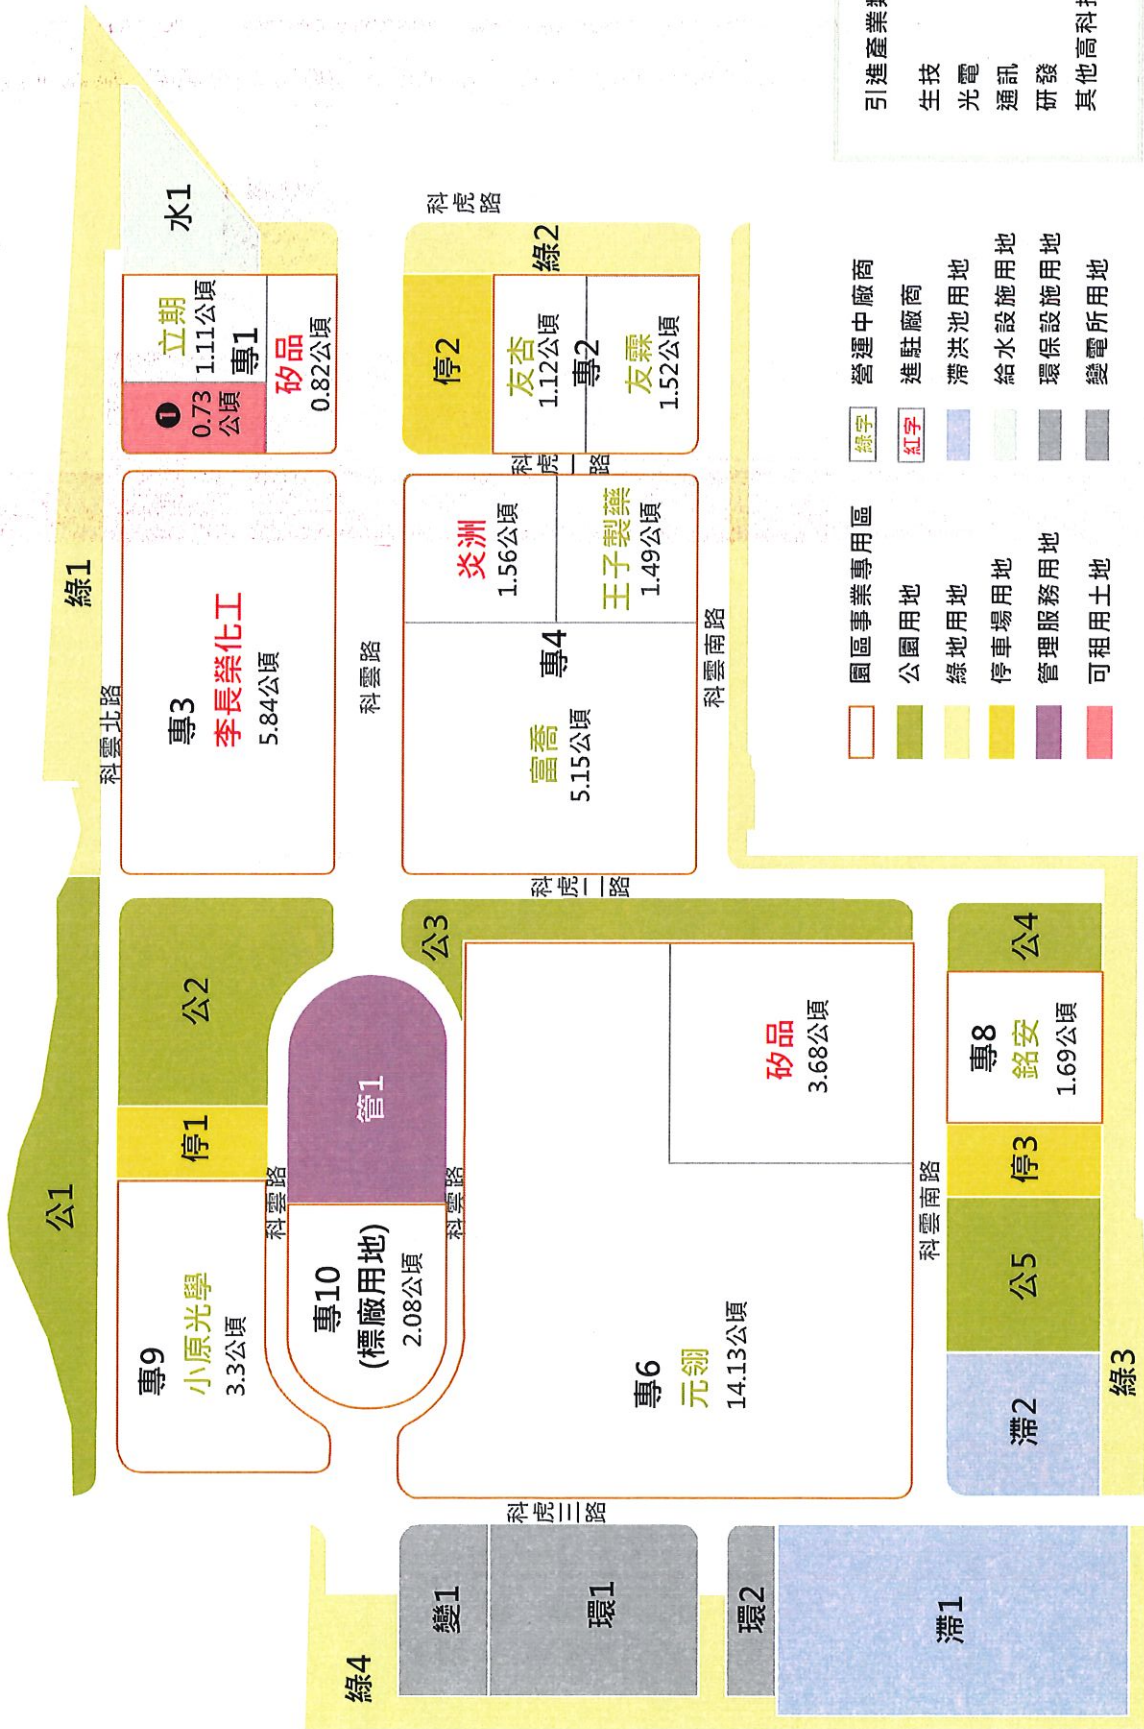 綠4
變1
環1
環2
滯1
科虎三路
公1
專9
小原光學
3.3公頃
停1
公2
科雲路
專10
(標廠用地)
2.08公頃
管1
科雲路
公3
專6
元翎
14.13公頃
矽品
3.68公頃
科雲南路
滯2
公5
停3
專8
銘安
1.69公頃
公4
綠3
科虎二路
綠1
科雲北路
專3
李長榮化工
5.84公頃
科雲路
❶
0.73
公頃
立期
1.11公頃
專1
矽品
0.82公頃
水1
專4
富喬
5.15公頃
炎洲
1.56公頃
王子製藥
1.49公頃
科雲南路
科虎一路
停2
友杏
1.12公頃
專2
友霖
1.52公頃
綠2
科虎路
園區事業專用區
公園用地
綠地用地
停車場用地
管理服務用地
可租用土地
綠字 營運中廠商
紅字 進駐廠商
滯洪池用地
給水設施用地
環保設施用地
變電所用地
引進產業
生技
光電
通訊
研發
其他高科